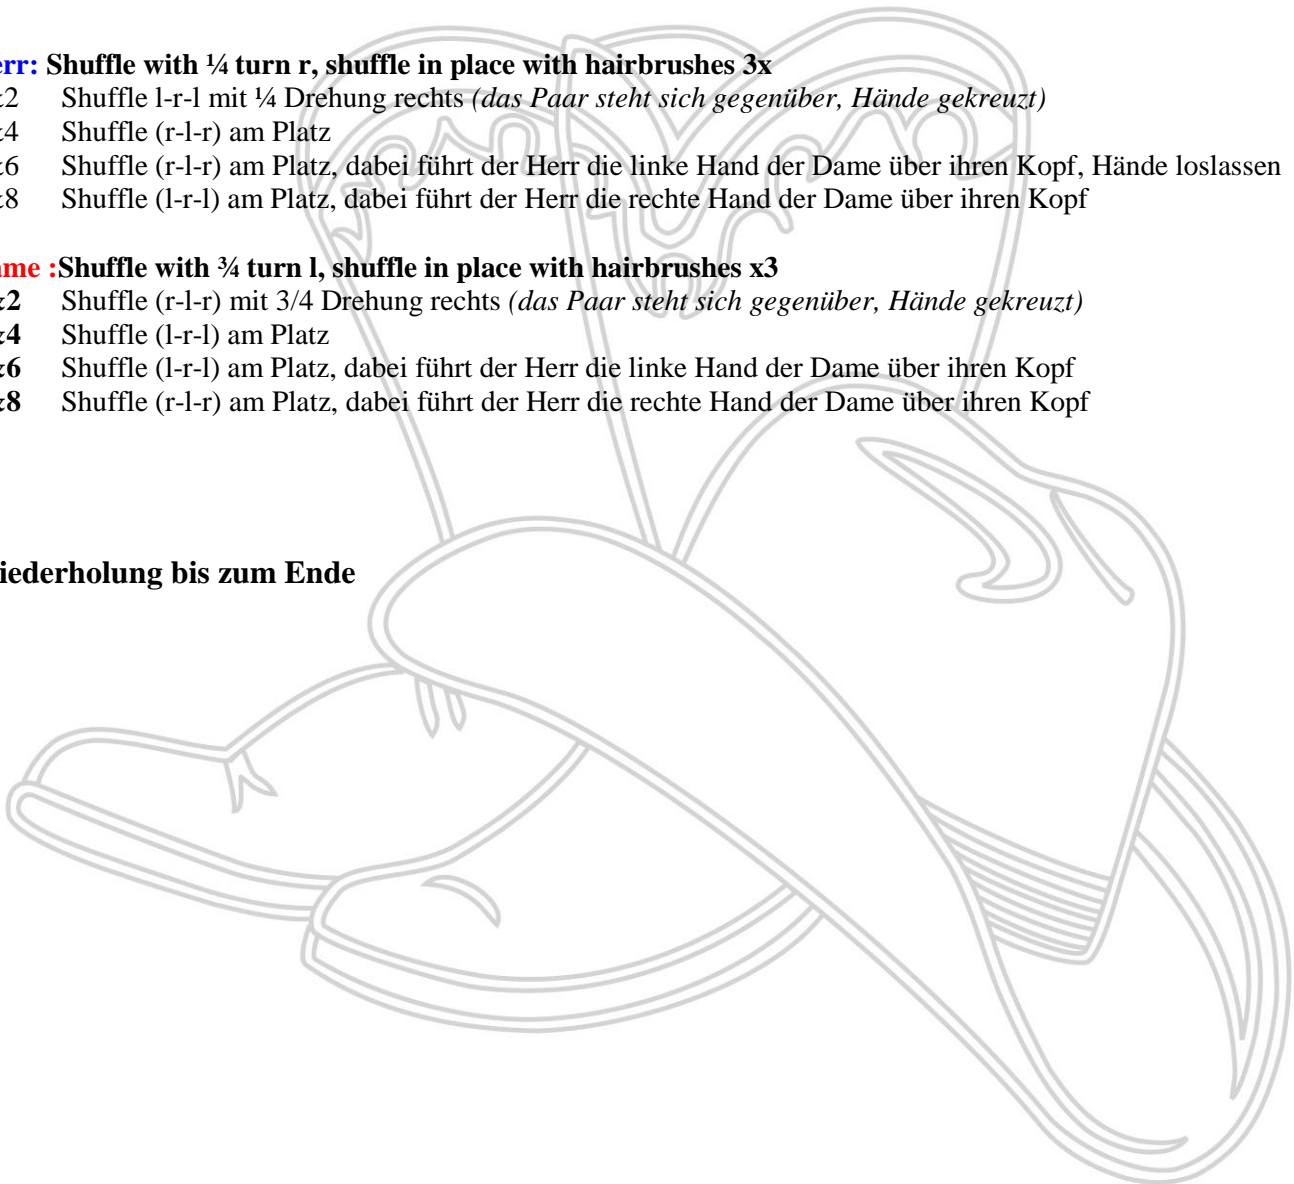 err: Shuffle with ¼ turn r, shuffle in place with hairbrushes 3x
&2 Shuffle l-r-l mit ¼ Drehung rechts (das Paar steht sich gegenüber, Hände gekreuzt)
&4 Shuffle (r-l-r) am Platz
&6 Shuffle (r-l-r) am Platz, dabei führt der Herr die linke Hand der Dame über ihren Kopf, Hände loslassen
&8 Shuffle (l-r-l) am Platz, dabei führt der Herr die rechte Hand der Dame über ihren Kopf
ame :Shuffle with ¾ turn l, shuffle in place with hairbrushes x3
&2 Shuffle (r-l-r) mit 3/4 Drehung rechts (das Paar steht sich gegenüber, Hände gekreuzt)
&4 Shuffle (l-r-l) am Platz
&6 Shuffle (l-r-l) am Platz, dabei führt der Herr die linke Hand der Dame über ihren Kopf
&8 Shuffle (r-l-r) am Platz, dabei führt der Herr die rechte Hand der Dame über ihren Kopf
iederholung bis zum Ende